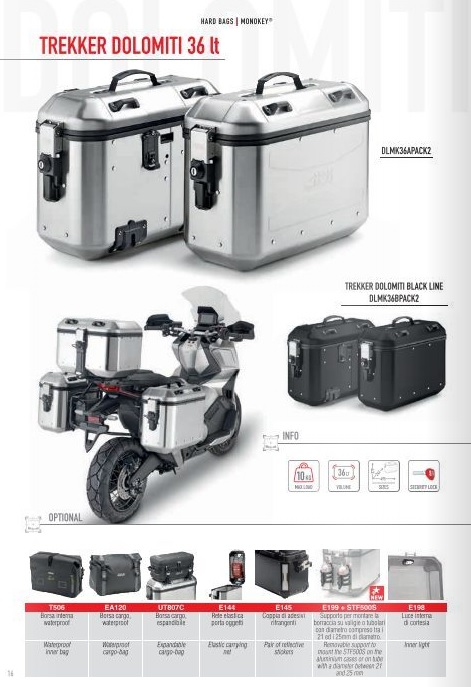 HARD BAGS | MONOKEY®
TREKKER DOLOMITI 36 lt
DLMK36APACK2
TREKKER DOLOMITI BLACK LINE
DLMK36BPACK2
INFO
10 KG
MAX LOAD
36 LT
VOLUME
SIZES
SECURITY LOCK
OPTIONAL
NEW
T506
EA120
UT807C
E144
E145
E199 + STF500S
E198
Borsa interna
waterproof
Borsa cargo,
waterproof
Borsa cargo,
espandibile
Rete elastica
porta oggetti
Coppia di adesivi
rifrangenti
Supporto per montare la
borraccia su valigie o tubolari
con diametro compreso tra i
21 ed i 25mm di diametro.
Luce interna
di cortesia
Waterproof
inner bag
Waterproof
cargo-bag
Expandable
cargo-bag
Elastic carrying
net
Pair of reflective
stickers
Removable support to
mount the STF500S on the
aluminium cases or on tube
with a diameter between 21
and 25 mm
Inner light
16